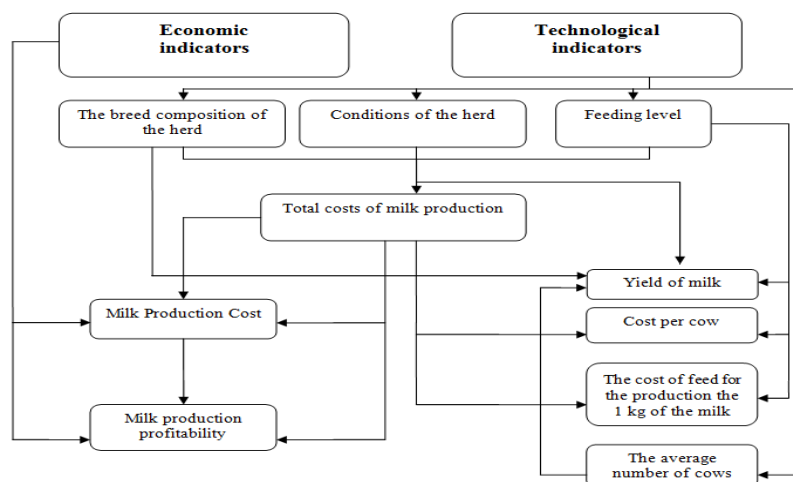 Economic
indicators
Technological
indicators
The breed composition of
the herd
Conditions of the herd
Feeding level
Total costs of milk production
Yield of milk
Milk Production Cost
Cost per cow
The cost of feed for
the production the
1 kg of the milk
Milk production
profitability
The average
number of cows